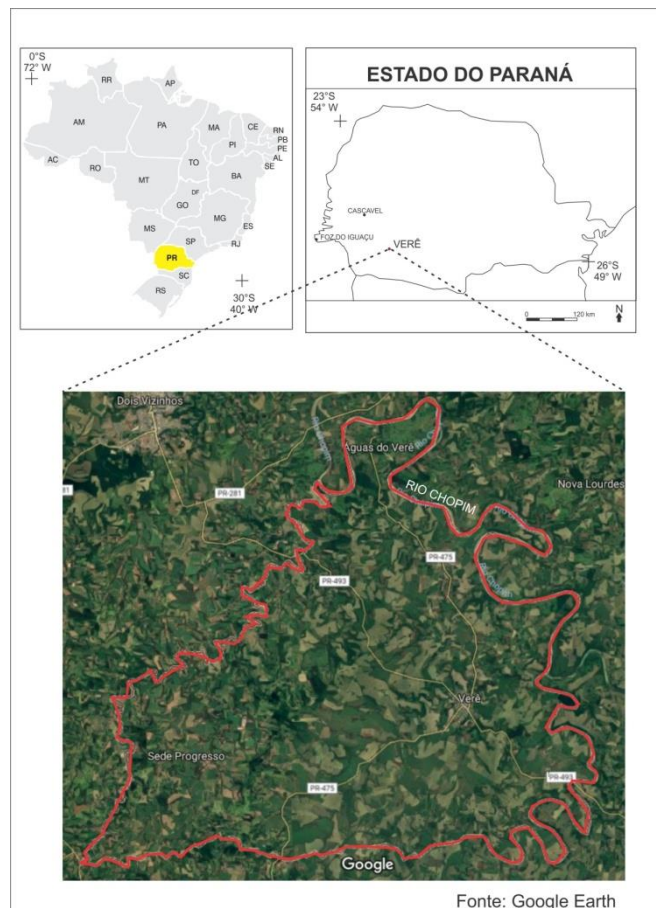 0°S
72° W
RR
AP
AM
PA
MA
CE
RN
PB
PE
AL
SE
PI
AC
RO
TO
BA
MT
DF
GO
MG
ES
MS
SP
RJ
PR
SC
RS
30°S
40° W
ESTADO DO PARANÁ
23°S
54° W
CASCAVEL
FOZ DO IGUAÇU
VERÊ
26°S
49° W
0
120 km
N
Dois Vizinhos
Águas do Verê
RIO CHOPIM
Nova Lourdes
PR-281
PR-475
PR-493
Verê
Sede Progresso
PR-493
PR-475
Google
Fonte: Google Earth